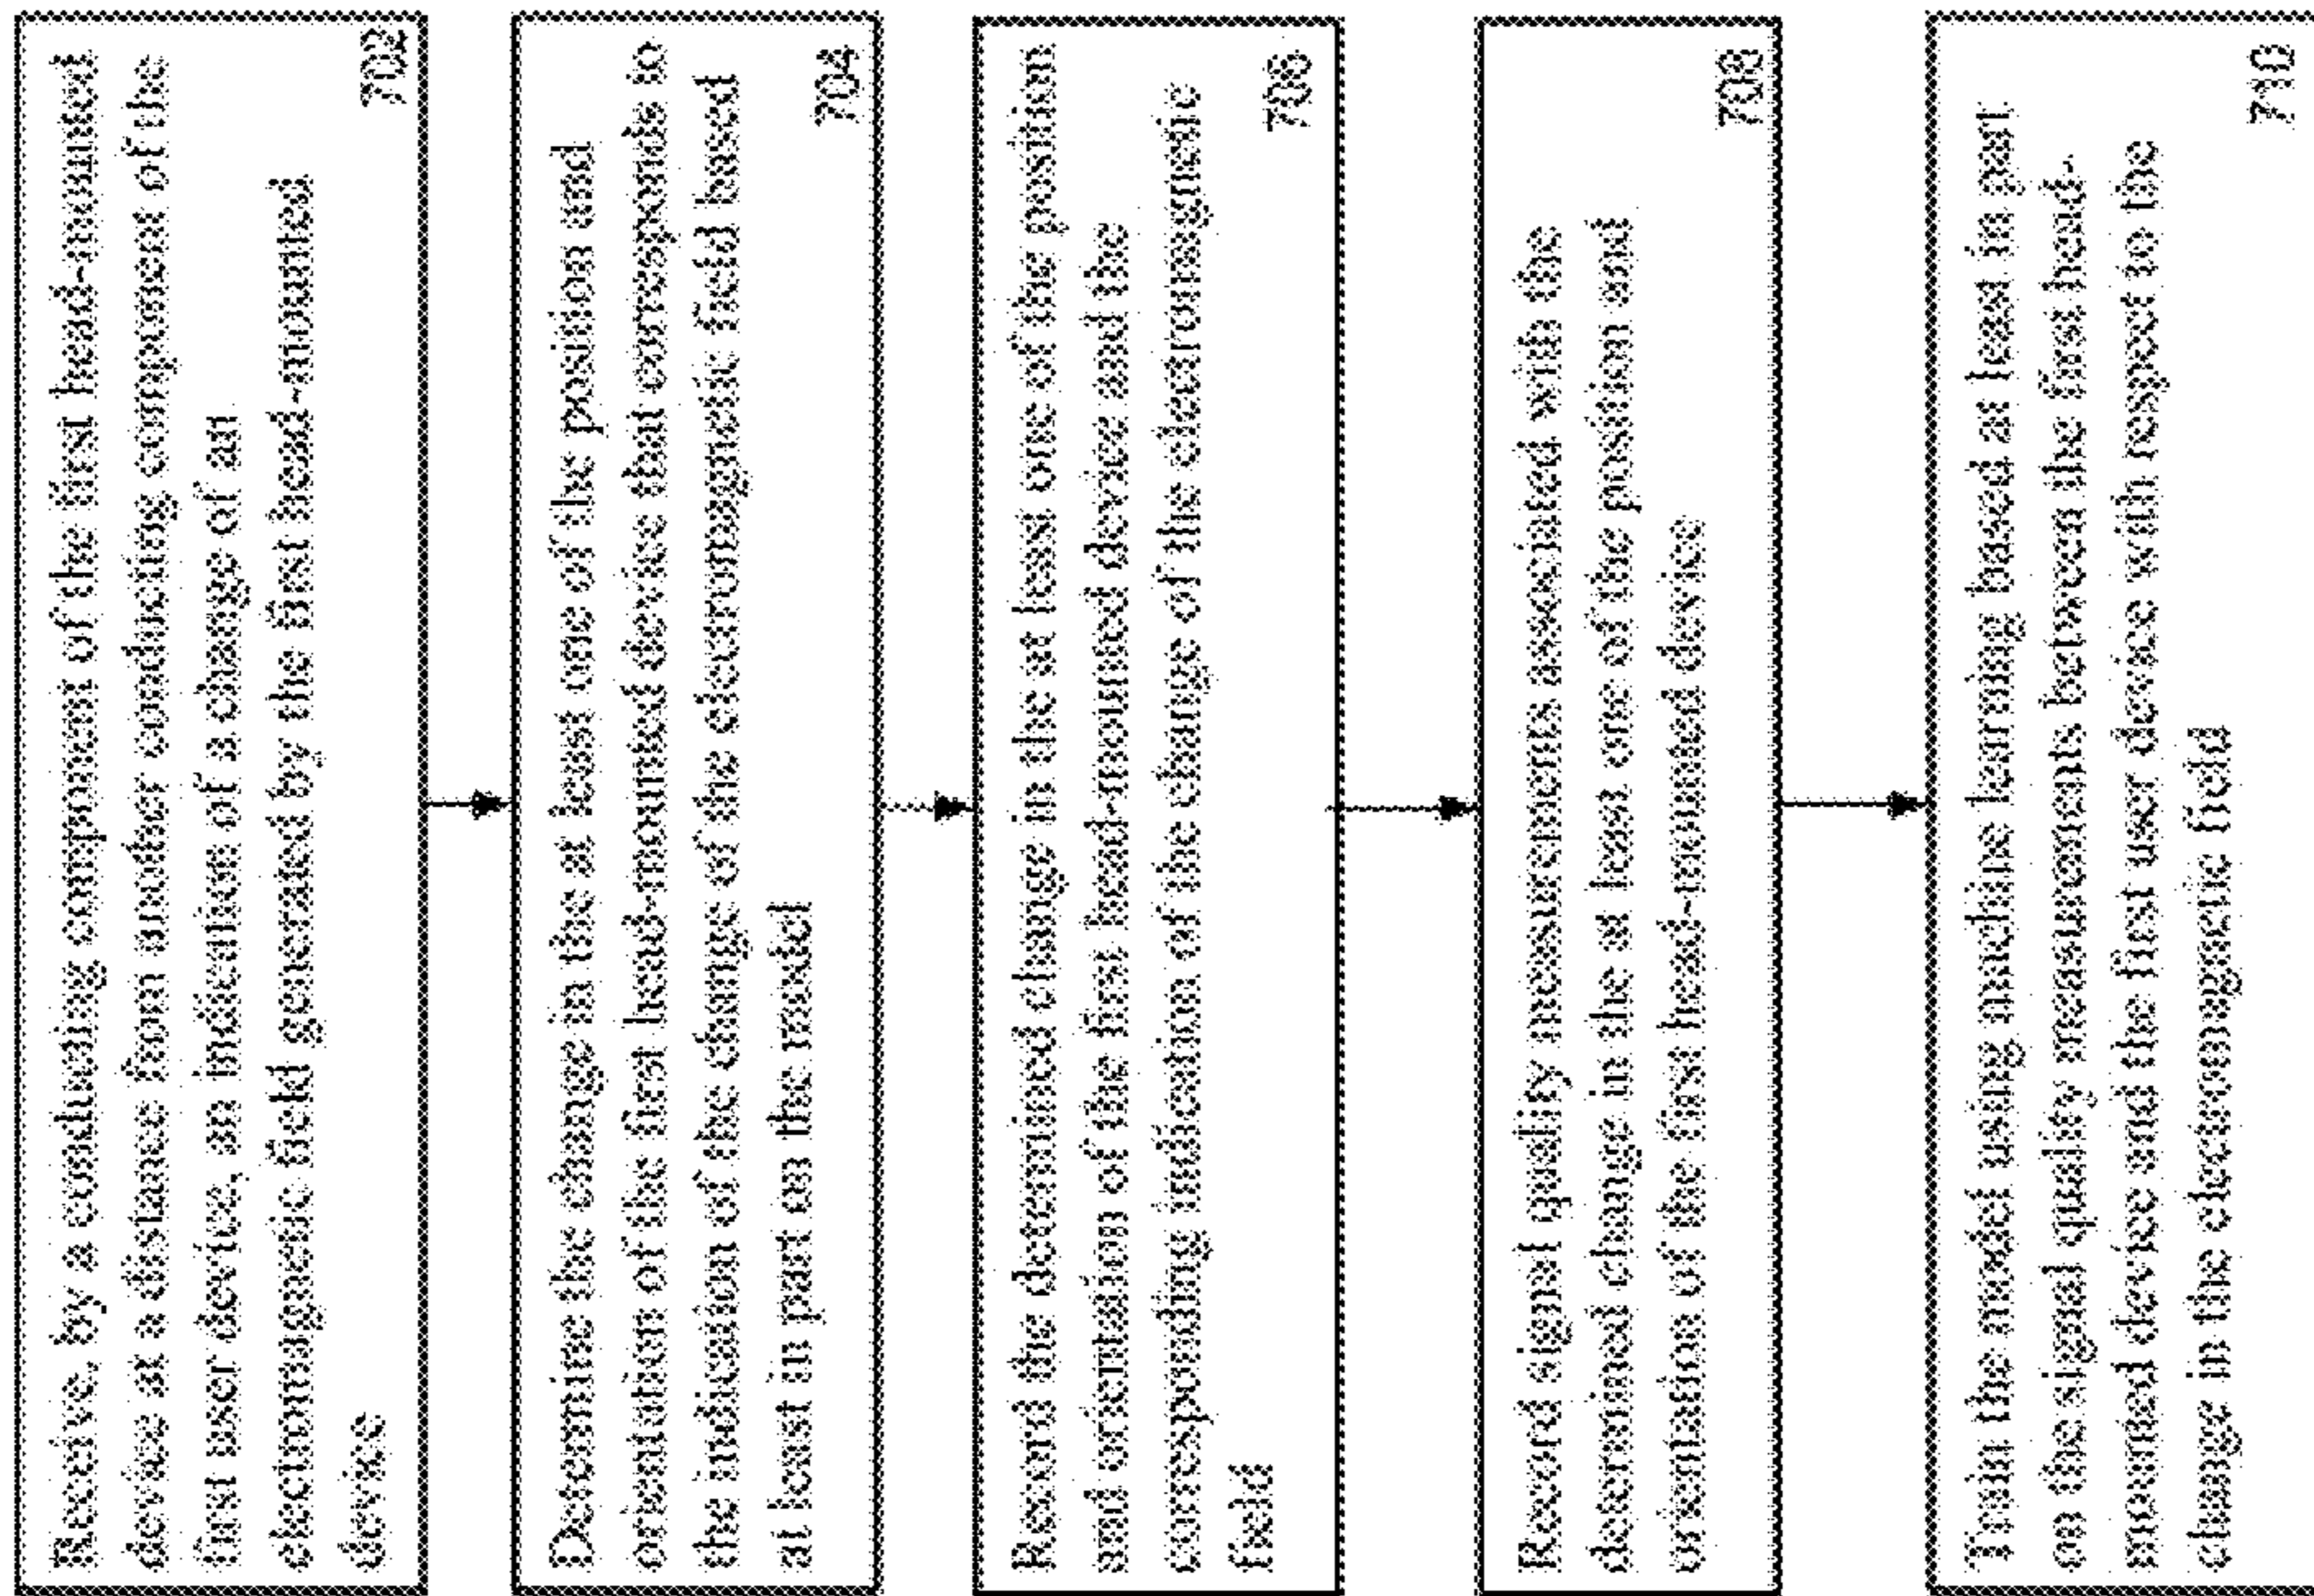 Receive, by a conducting component of the first head-mounted
device at a distance from another conducting component of the
first user device, an indication of a change of an
electromagnetic field generated by the first head-mounted
device
702
Determine the change in the at least one of the position and
orientation of the first head-mounted device that corresponds to
the indication of the change of the electromagnetic field based
at least in part on the model
704
Record the determined change in the at least one of the position
and orientation of the first head-mounted device and the
corresponding indication of the change of the electromagnetic
field
706
Record signal quality measurements associated with the
determined change in the at least one of the position and
orientation of the first head-mounted device
708
Train the model using machine learning based at least in part
on the signal quality measurements between the first head-
mounted device and the first user device with respect to the
change in the electromagnetic field
710